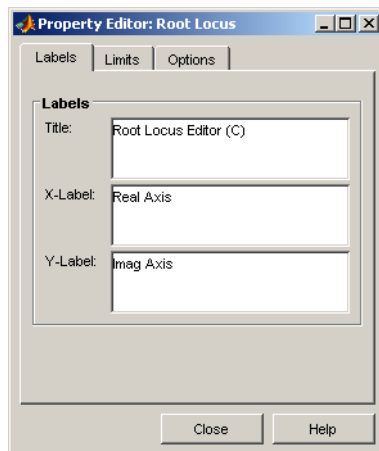 Property Editor: Root Locus
Labels Limits Options
Labels
Title: Root Locus Editor (C)
X-Label: Real Axis
Y-Label: Imag Axis
Close Help